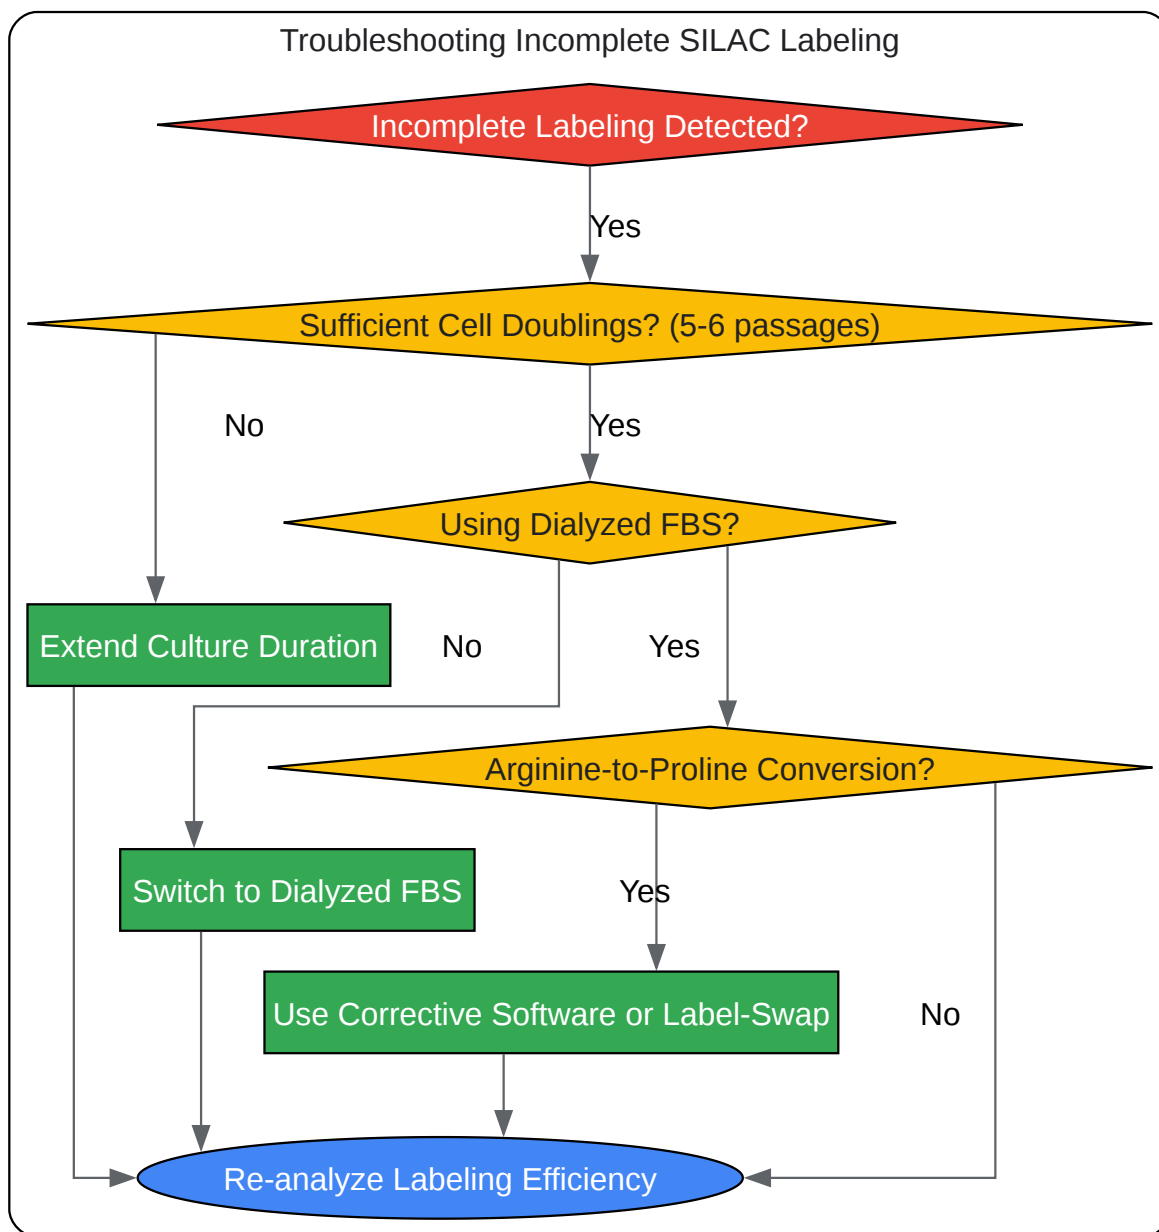 Troubleshooting Incomplete SILAC Labeling
Incomplete Labeling Detected?
Yes
Sufficient Cell Doublings? (5-6 passages)
No
Yes
Using Dialyzed FBS?
Extend Culture Duration
No
Yes
Arginine-to-Proline Conversion?
Switch to Dialyzed FBS
Yes
Use Corrective Software or Label-Swap
No
Re-analyze Labeling Efficiency